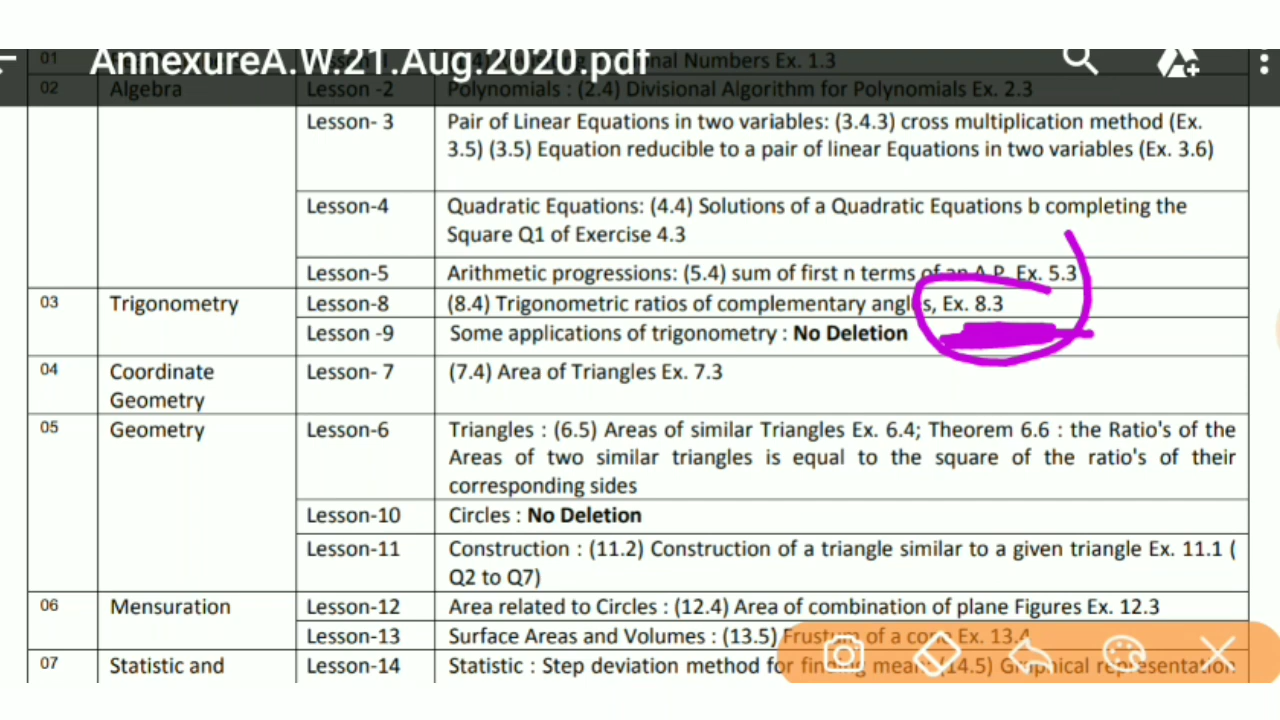 AnnexureA.W.21.Aug.2020.pdf
01 nal Numbers Ex. 1.3
02 Algebra Lesson -2 Polynomials : (2.4) Divisional Algorithm for Polynomials Ex. 2.3
Lesson- 3 Pair of Linear Equations in two variables: (3.4.3) cross multiplication method (Ex.
3.5) (3.5) Equation reducible to a pair of linear Equations in two variables (Ex. 3.6)
Lesson-4 Quadratic Equations: (4.4) Solutions of a Quadratic Equations b completing the
Square Q1 of Exercise 4.3
Lesson-5 Arithmetic progressions: (5.4) sum of first n terms of an A.P. Ex. 5.3
03 Trigonometry Lesson-8 (8.4) Trigonometric ratios of complementary angles, Ex. 8.3
Lesson -9 Some applications of trigonometry : No Deletion
04 Coordinate Lesson- 7 (7.4) Area of Triangles Ex. 7.3
Geometry
05 Geometry Lesson-6 Triangles : (6.5) Areas of similar Triangles Ex. 6.4; Theorem 6.6 : the Ratio's of the
Areas of two similar triangles is equal to the square of the ratio's of their
corresponding sides
Lesson-10 Circles : No Deletion
Lesson-11 Construction : (11.2) Construction of a triangle similar to a given triangle Ex. 11.1 (
Q2 to Q7)
06 Mensuration Lesson-12 Area related to Circles : (12.4) Area of combination of plane Figures Ex. 12.3
Lesson-13 Surface Areas and Volumes : (13.5) Frustum of a cone Ex. 13.4
07 Statistic and Lesson-14 Statistic : Step deviation method for finding mean: (14.5) Graphical representation